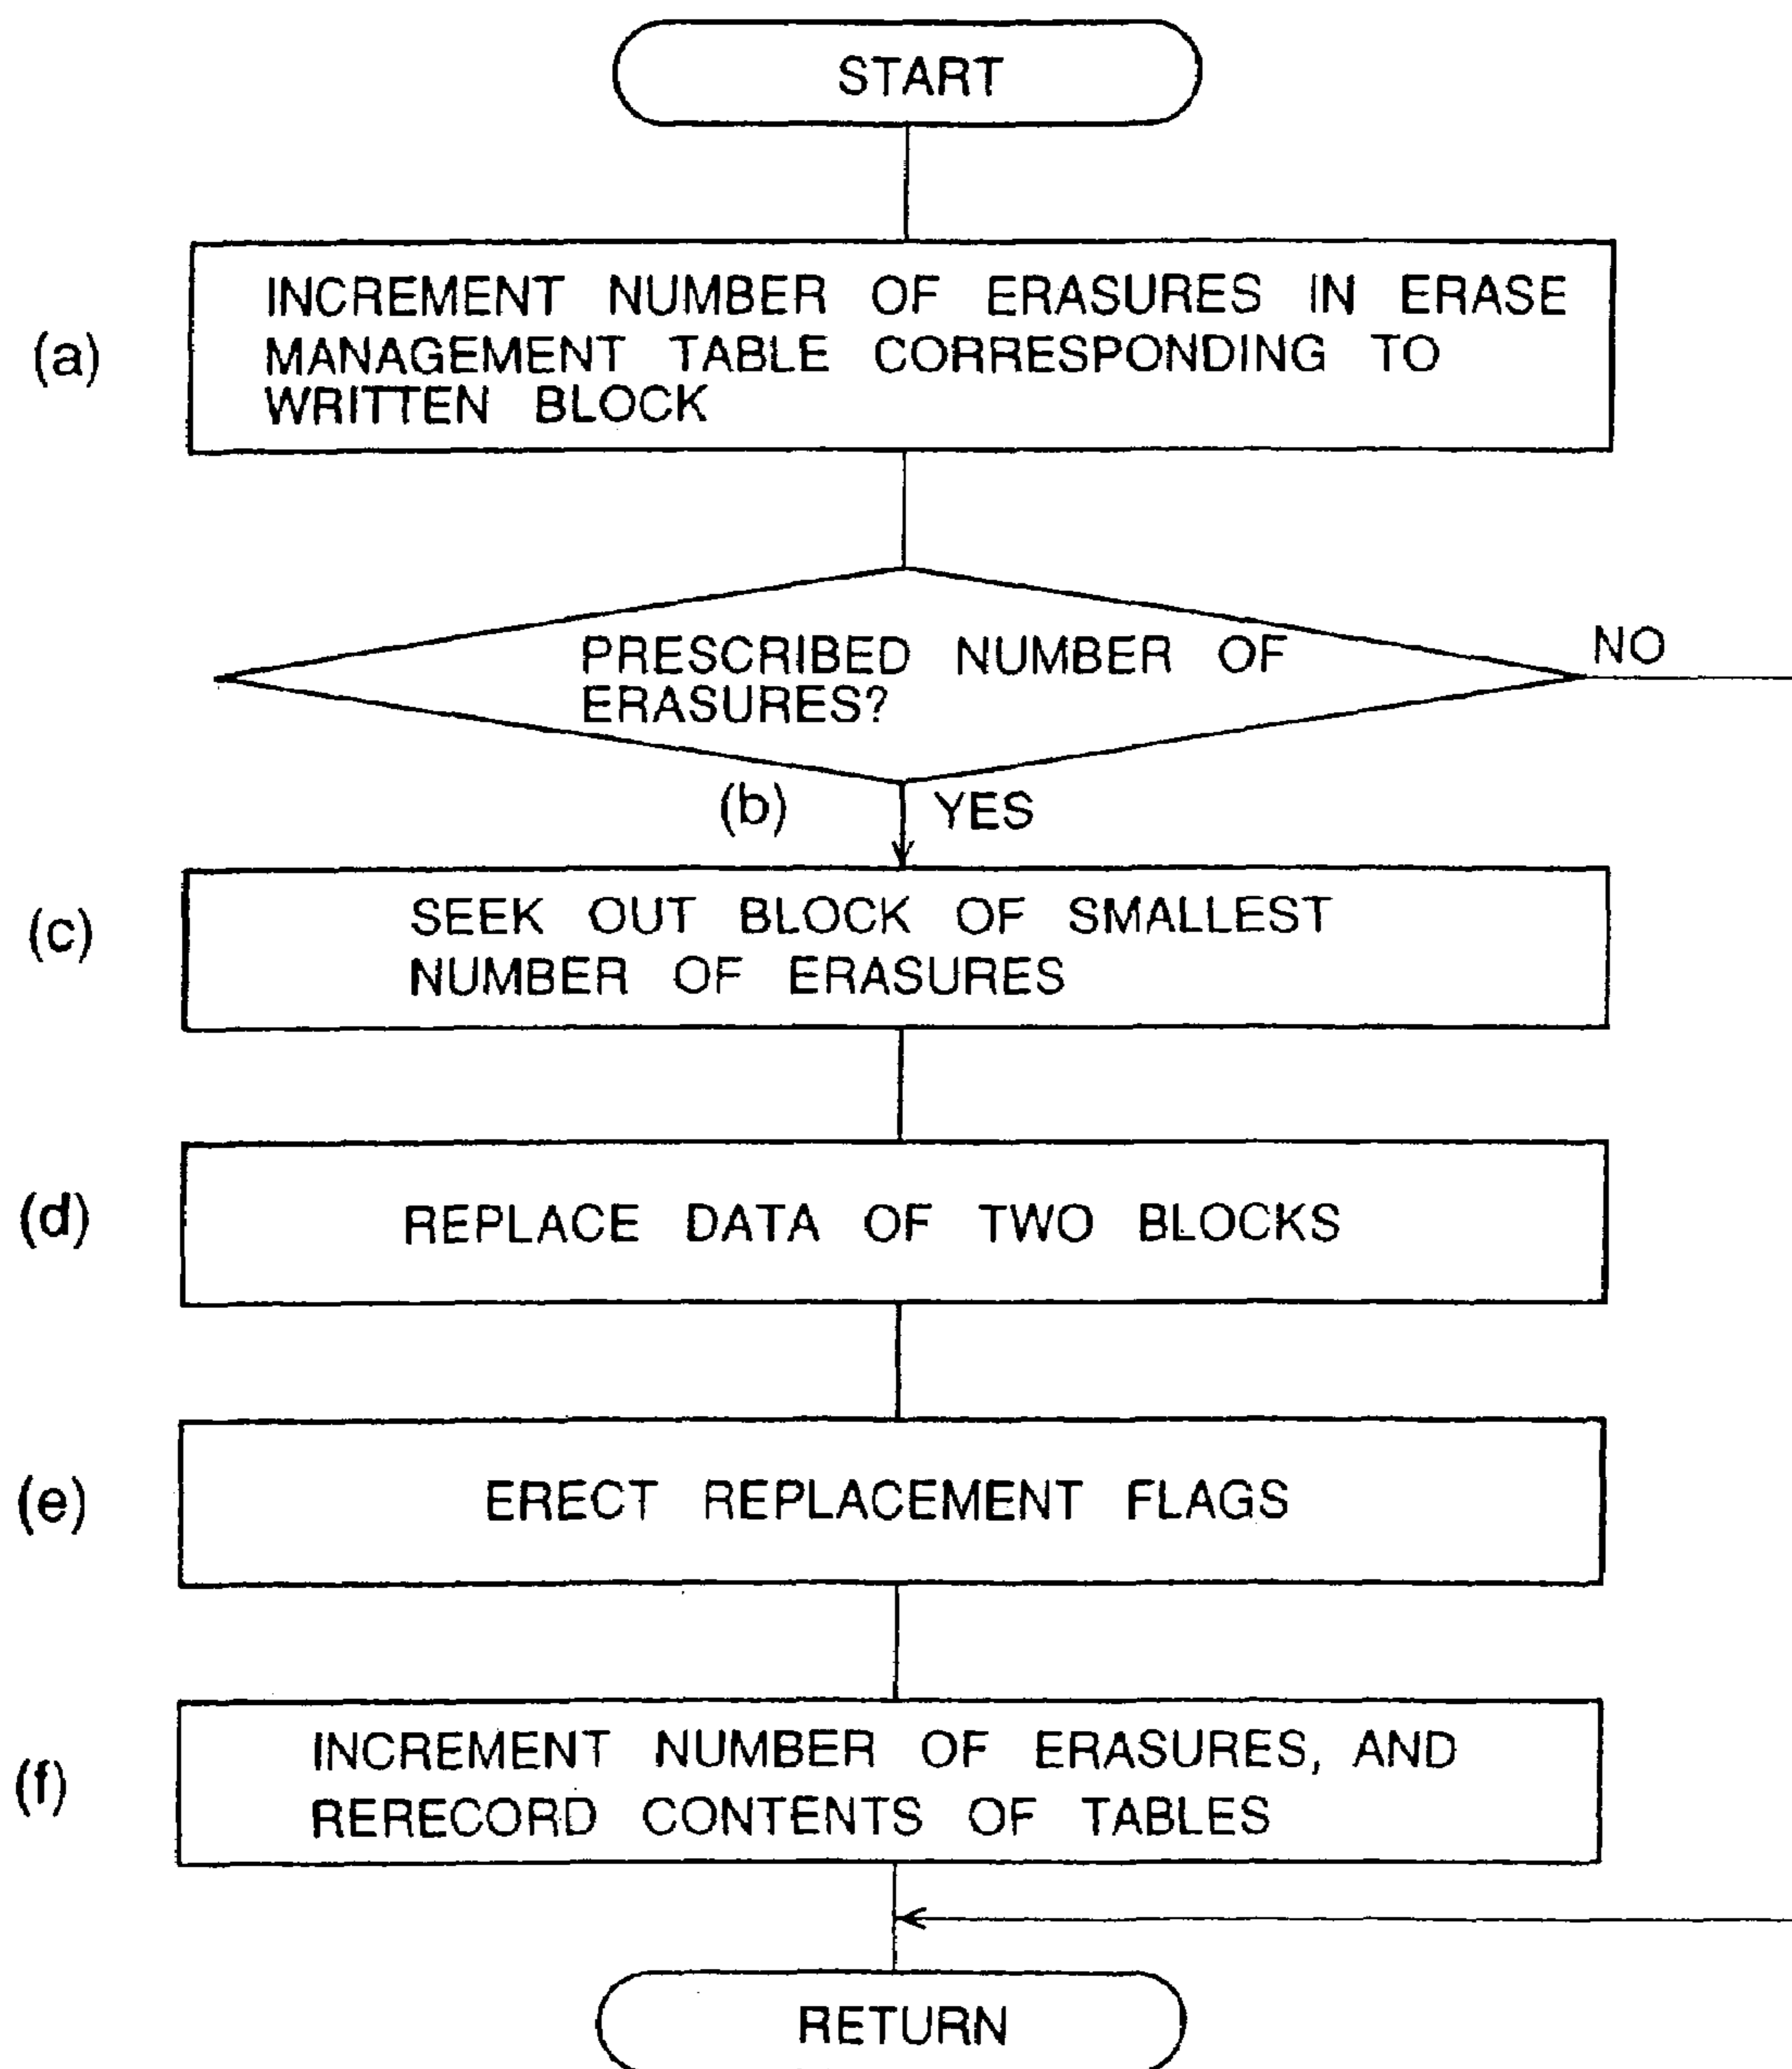 START
(a)
INCREMENT NUMBER OF ERASURES IN ERASE
MANAGEMENT TABLE CORRESPONDING TO
WRITTEN BLOCK
PRESCRIBED NUMBER OF
ERASURES?
NO
(b)
YES
(c)
SEEK OUT BLOCK OF SMALLEST
NUMBER OF ERASURES
(d)
REPLACE DATA OF TWO BLOCKS
(e)
ERECT REPLACEMENT FLAGS
(f)
INCREMENT NUMBER OF ERASURES, AND
RERECORD CONTENTS OF TABLES
RETURN